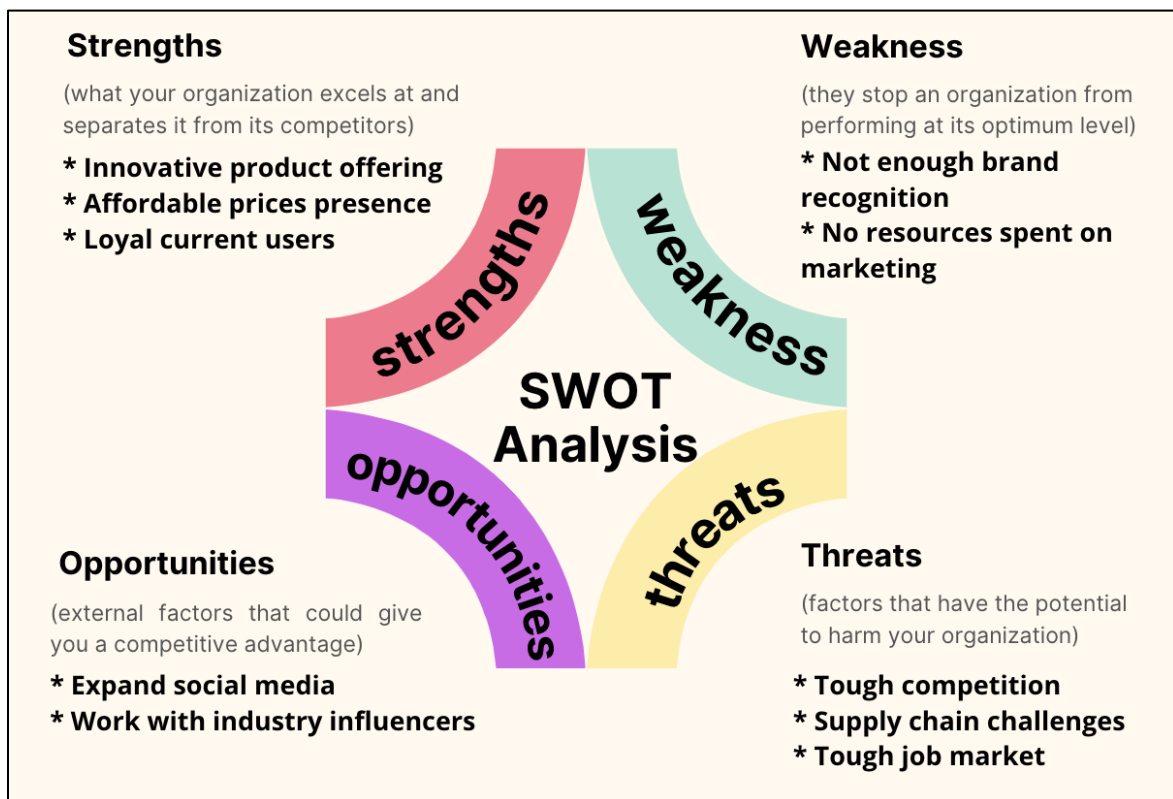 Strengths
(what your organization excels at and
separates it from its competitors)
* Innovative product offering
* Affordable prices presence
* Loyal current users
Weakness
(they stop an organization from
performing at its optimum level)
* Not enough brand
recognition
* No resources spent on
marketing
strengths
weakness
SWOT
Analysis
opportunities
threats
Opportunities
(external factors that could give
you a competitive advantage)
* Expand social media
* Work with industry influencers
Threats
(factors that have the potential
to harm your organization)
* Tough competition
* Supply chain challenges
* Tough job market